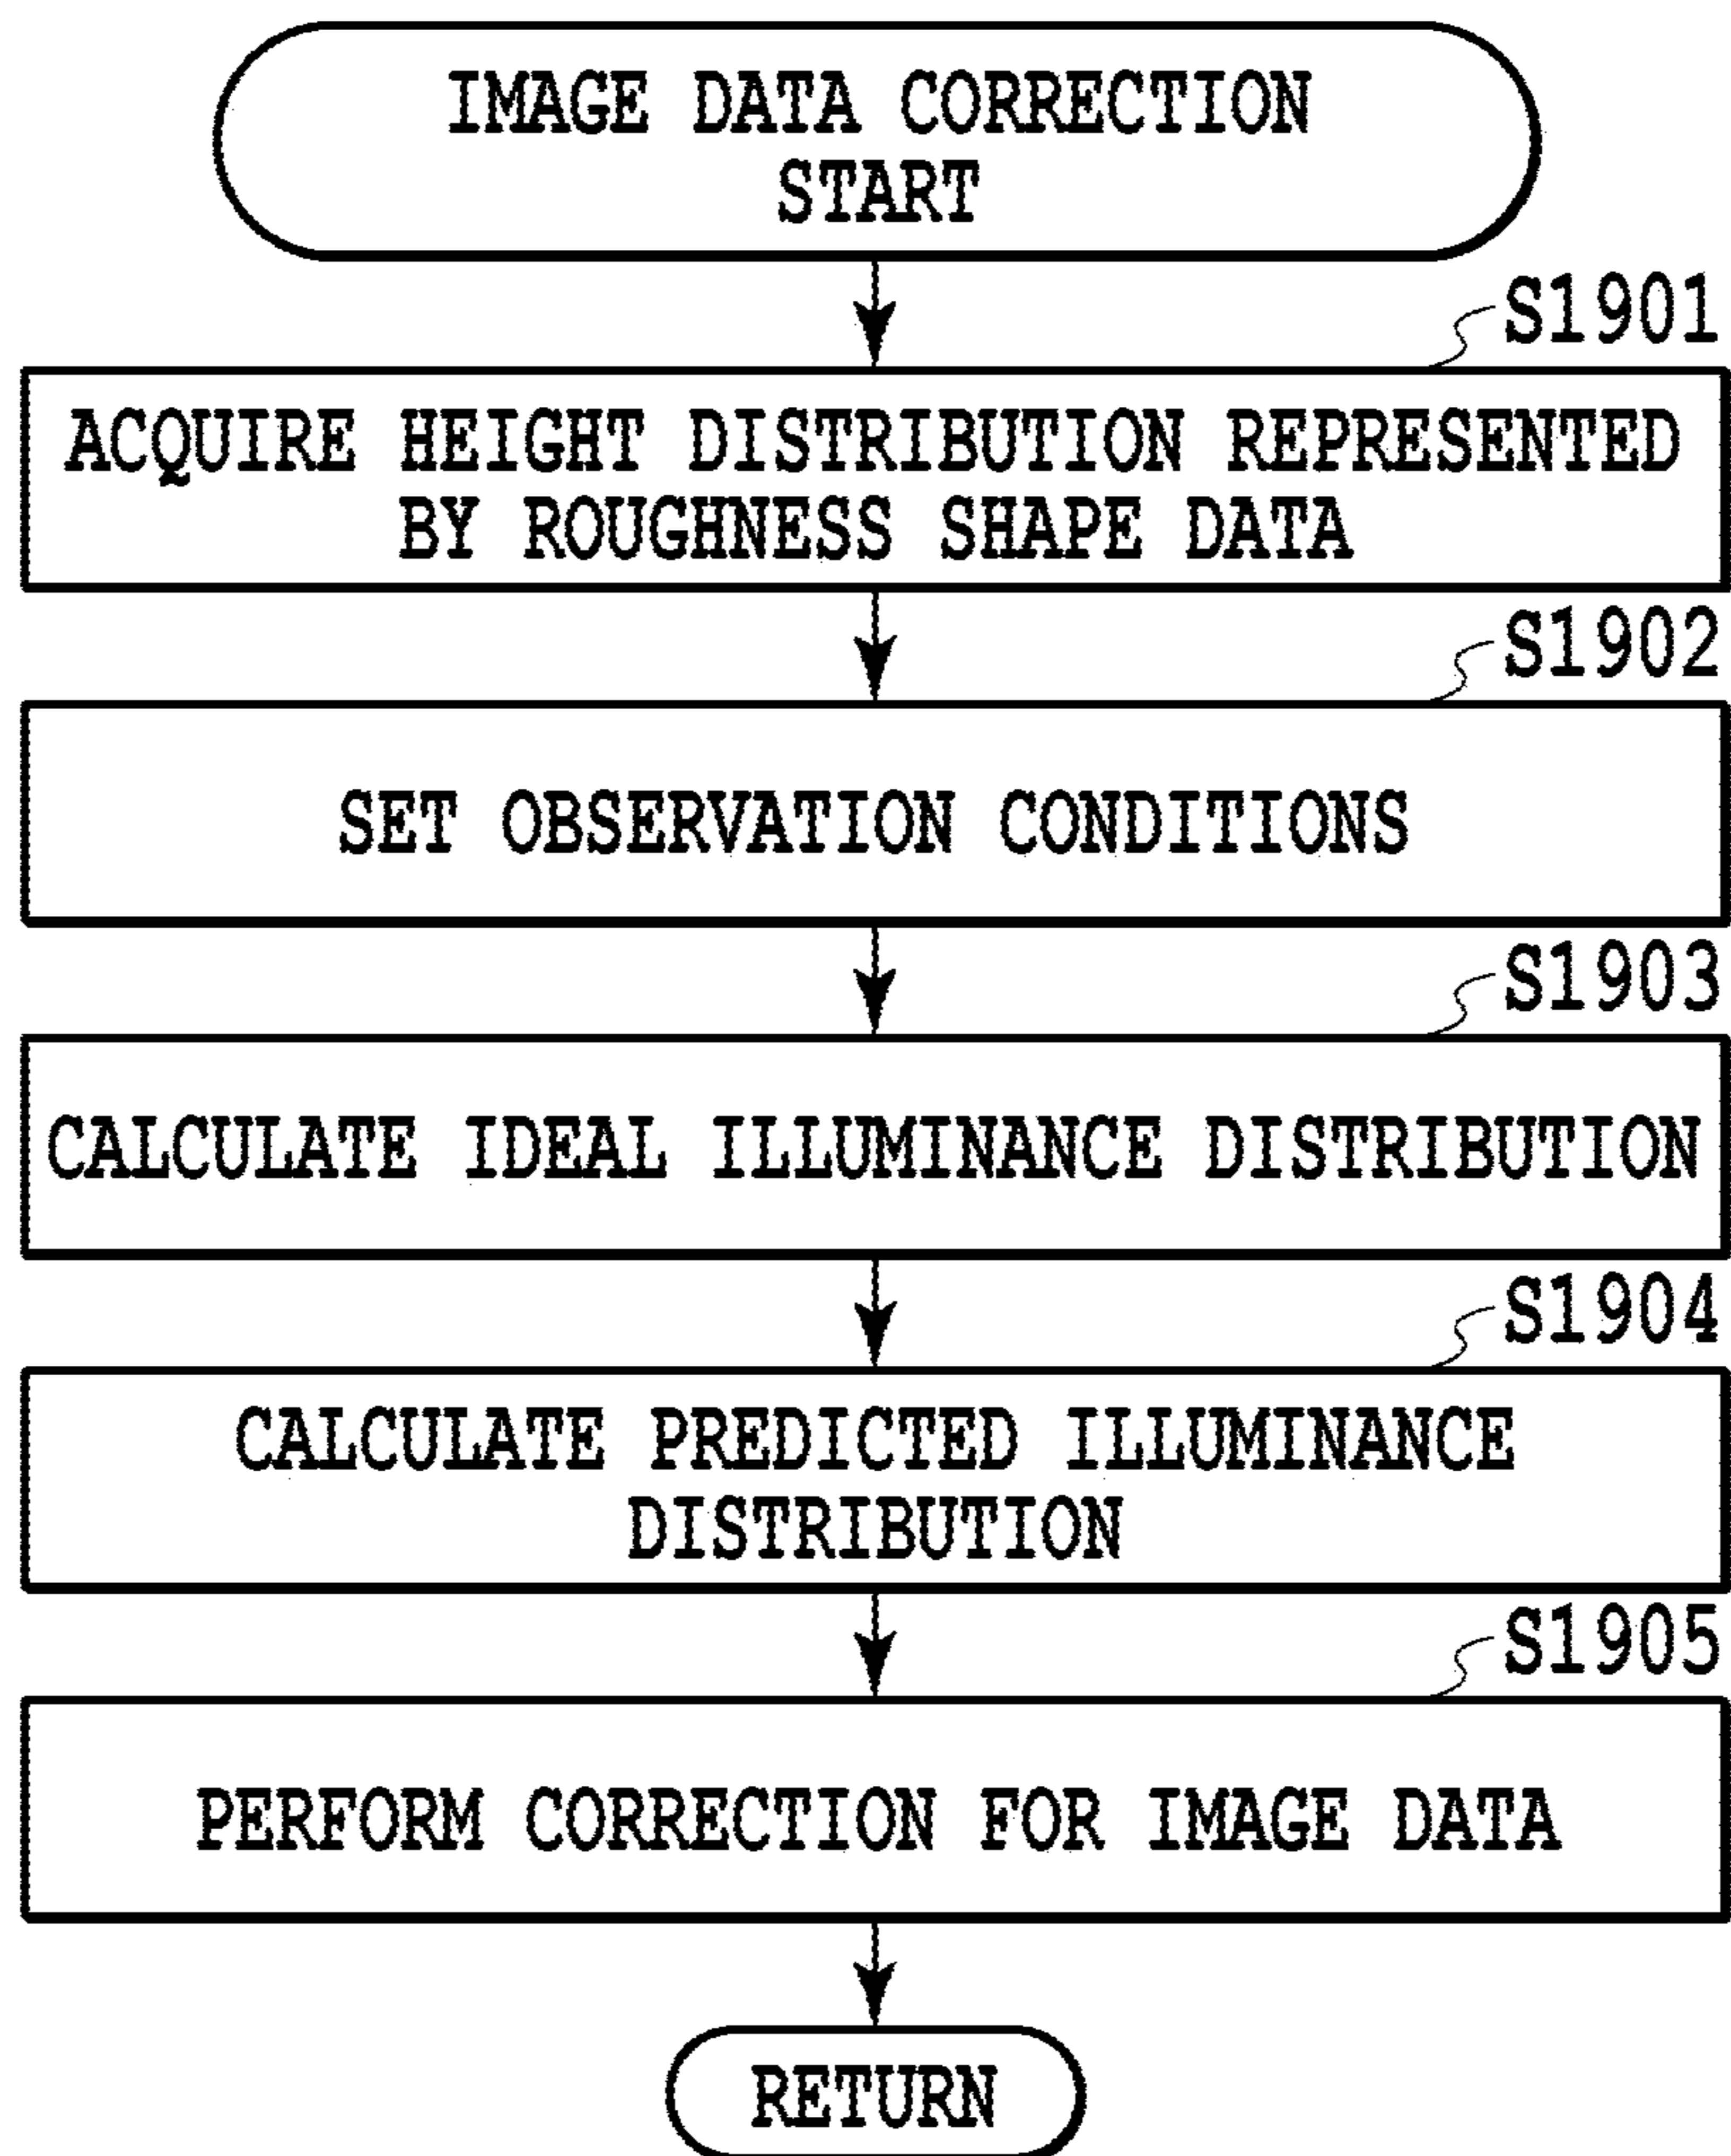 IMAGE DATA CORRECTION
START
S1901
ACQUIRE HEIGHT DISTRIBUTION REPRESENTED
BY ROUGHNESS SHAPE DATA
S1902
SET OBSERVATION CONDITIONS
S1903
CALCULATE IDEAL ILLUMINANCE DISTRIBUTION
S1904
CALCULATE PREDICTED ILLUMINANCE
DISTRIBUTION
S1905
PERFORM CORRECTION FOR IMAGE DATA
RETURN